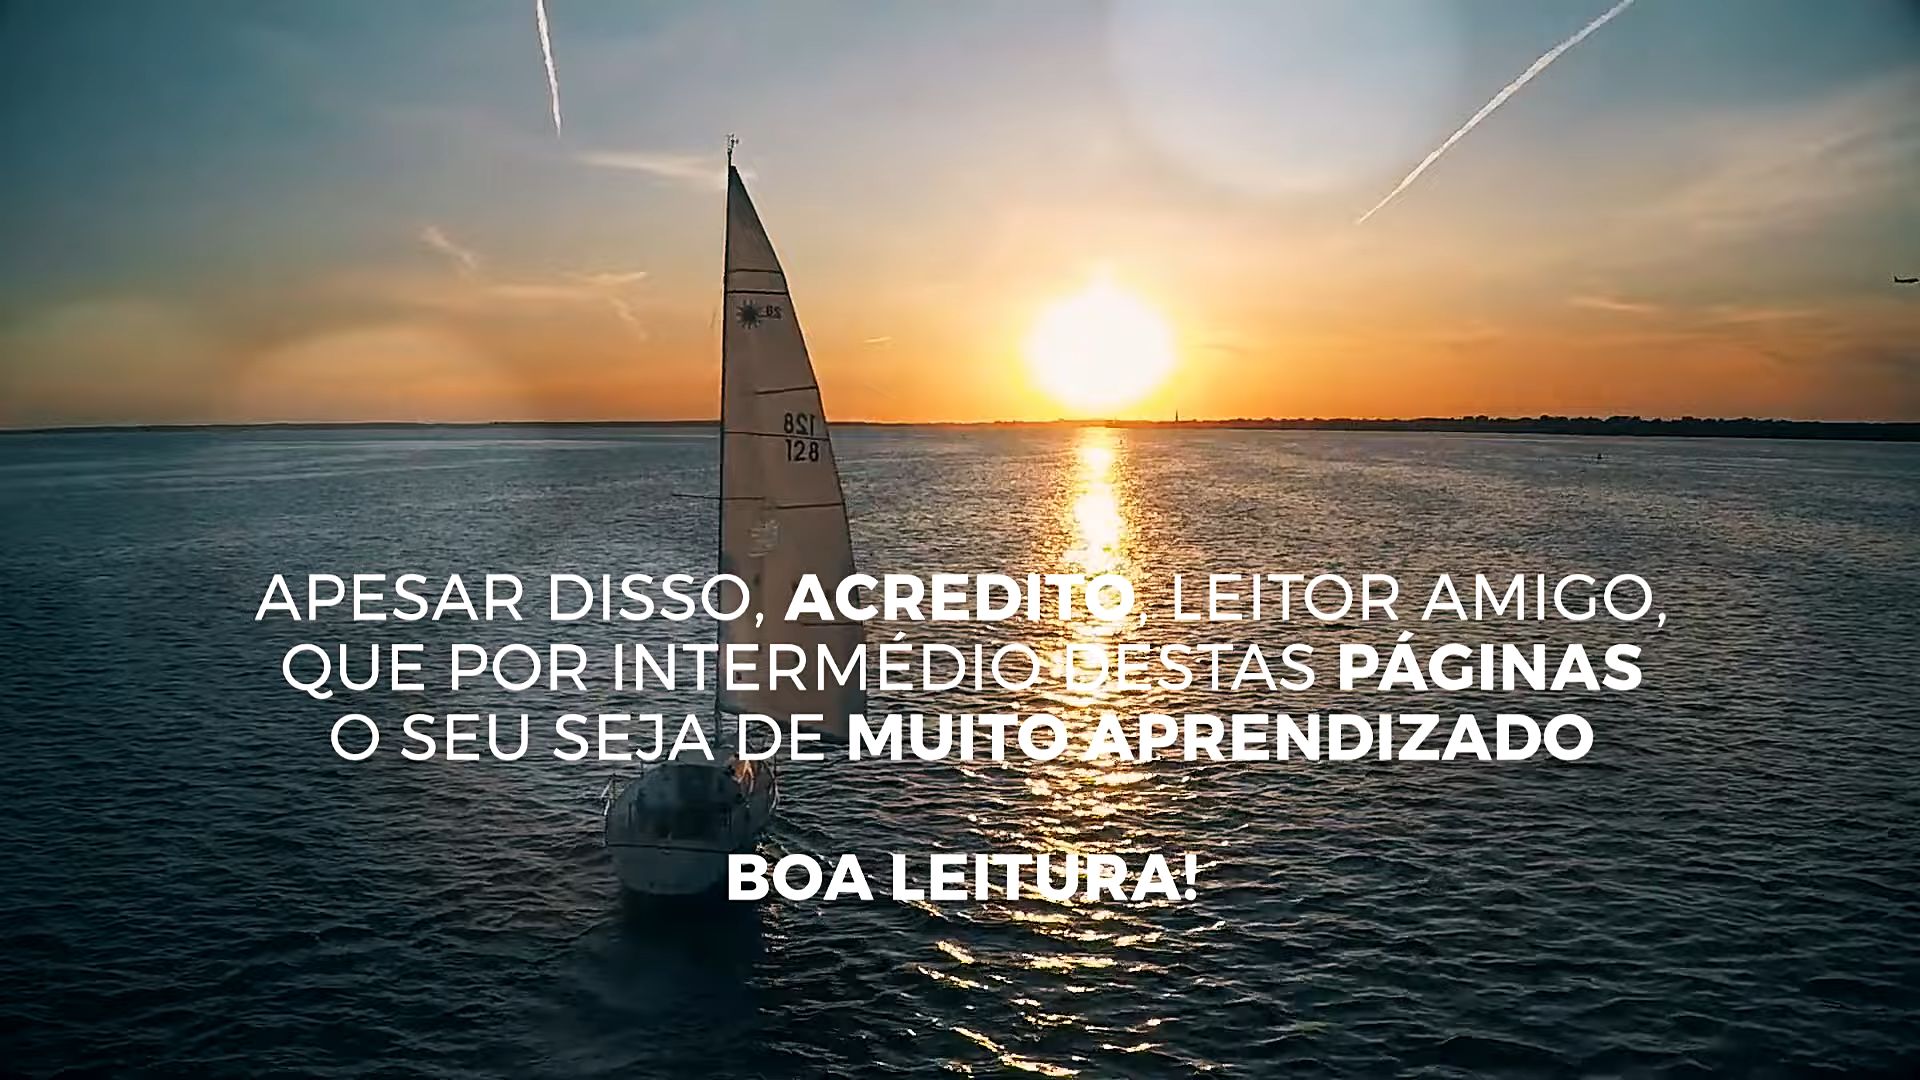 28
128
128
APESAR DISSO, ACREDITO, LEITOR AMIGO,
QUE POR INTERMÉDIO DESTAS PÁGINAS
O SEU SEJA DE MUITO APRENDIZADO
BOA LEITURA!